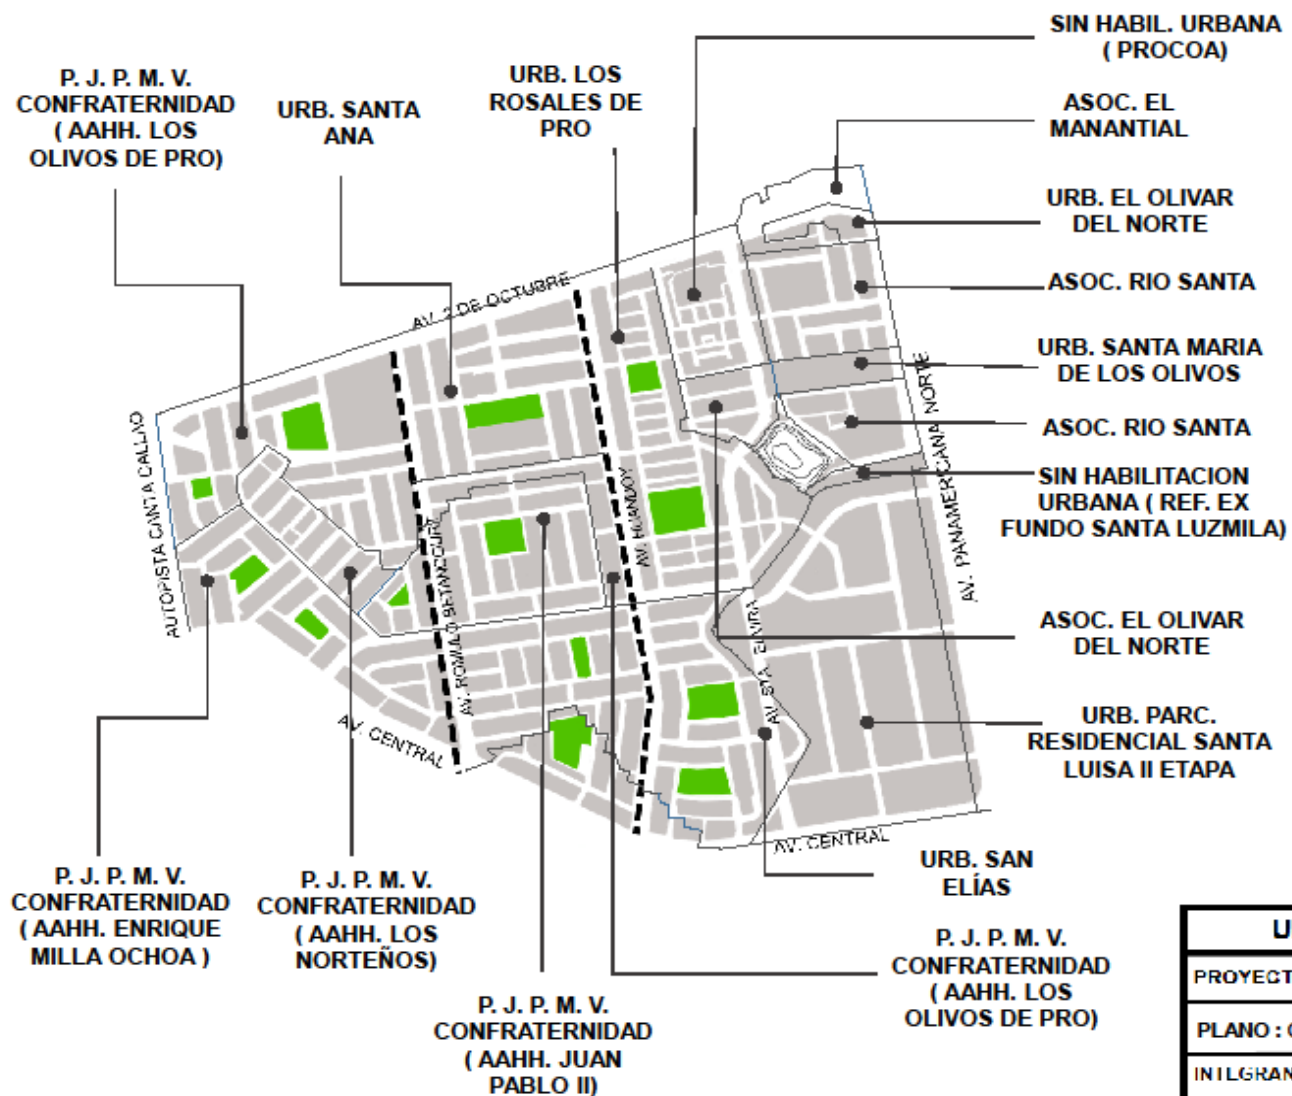 SIN HABIL. URBANA
( PROCOA)
P. J. P. M. V.
CONFRATERNIDAD
( AAHH. LOS
OLIVOS DE PRO)
URB. SANTA
ANA
URB. LOS
ROSALES DE
PRO
ASOC. EL
MANANTIAL
URB. EL OLIVAR
DEL NORTE
ASOC. RIO SANTA
URB. SANTA MARIA
DE LOS OLIVOS
ASOC. RIO SANTA
SIN HABILITACION
URBANA ( REF. EX
FUNDO SANTA LUZMILA)
ASOC. EL OLIVAR
DEL NORTE
URB. PARC.
RESIDENCIAL SANTA
LUISA II ETAPA
AV. 2 DE OCTUBRE
AUTOPISTA CANTA CALLAO
AV. ROMULO BETANCOURT
AV. HUANDOY
AV. STA. ELVIRA
AV. PANAMERICANA NORTE
AV. CENTRAL
AV. CENTRAL
URB. SAN
ELÍAS
P. J. P. M. V.
CONFRATERNIDAD
( AAHH. ENRIQUE
MILLA OCHOA )
P. J. P. M. V.
CONFRATERNIDAD
( AAHH. LOS
NORTEÑOS)
P. J. P. M. V.
CONFRATERNIDAD
( AAHH. JUAN
PABLO II)
P. J. P. M. V.
CONFRATERNIDAD
( AAHH. LOS
OLIVOS DE PRO)
U
PROYECT
PLANO :
INTEGRAN